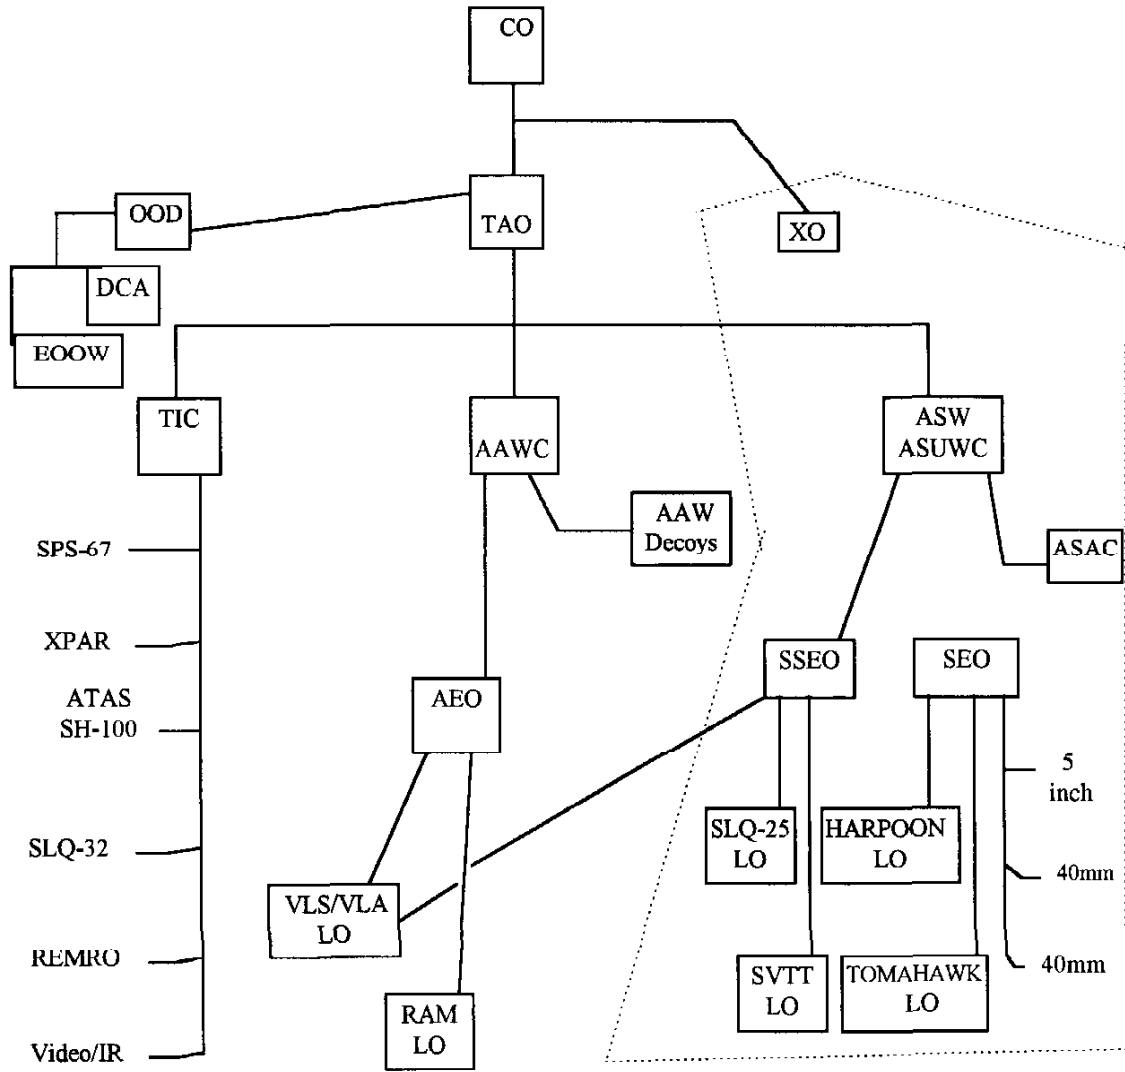 CO
OOD
TAO
XO
DCA
EOOW
TIC
AAWC
ASW
ASUWC
AAW
Decoys
ASAC
SPS-67
XPAR
ATAS
SH-100
SLQ-32
REMRO
Video/IR
AEO
SSEO
SEO
5
inch
40mm
40mm
SLQ-25
LO
HARPOON
LO
VLS/VLA
LO
RAM
LO
SVTT
LO
TOMAHAWK
LO